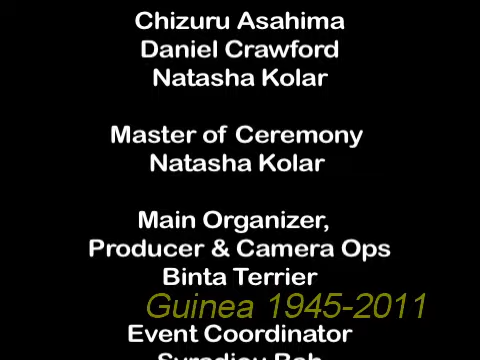 Chizuru Asahima
Daniel Crawford
Natasha Kolar
Master of Ceremony
Natasha Kolar
Main Organizer,
Producer & Camera Ops
Binta Terrier
Guinea 1945-2011
Event Coordinator